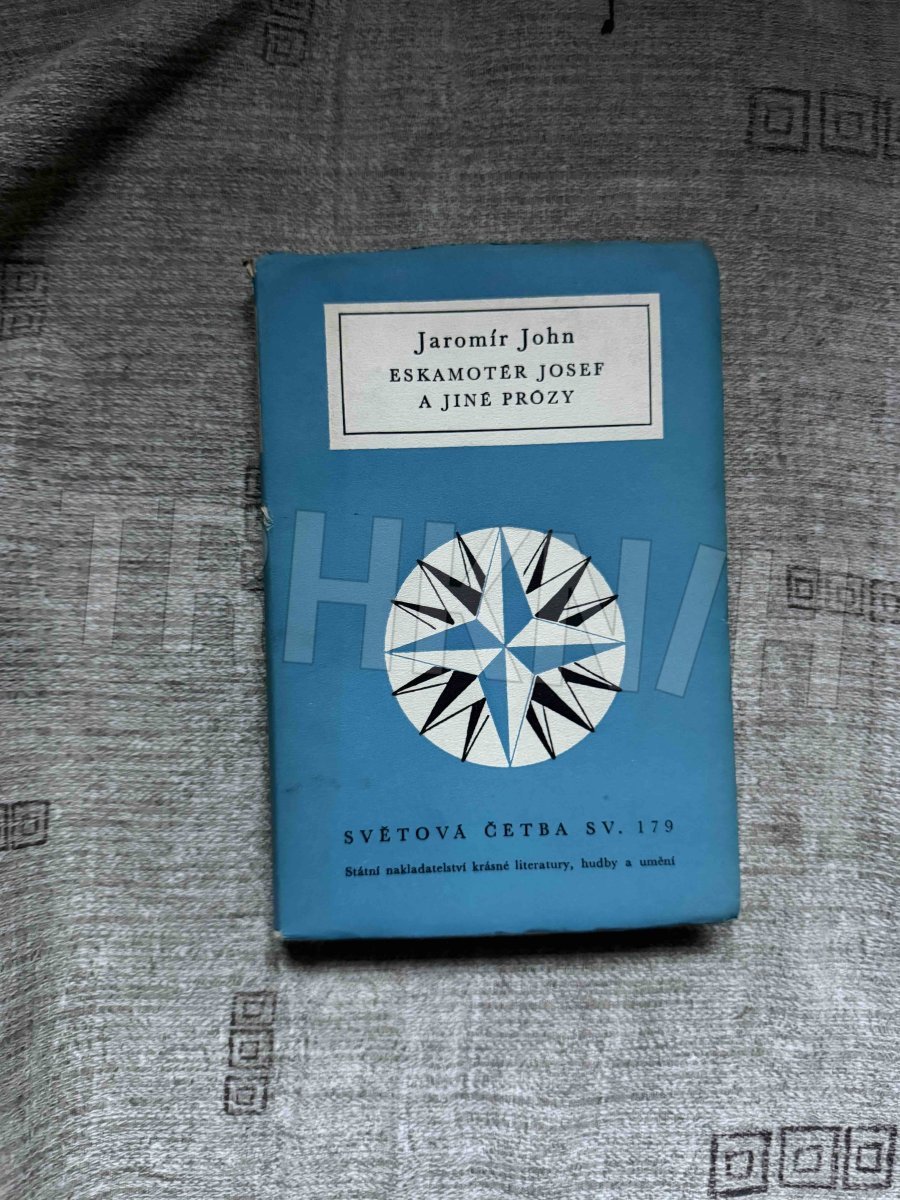 Jaromír John
ESKAMOTÉR JOSEF
A JINÉ PRÓZY
SVĚTOVÁ ČETBA SV. 179
Státní nakladatelství krásné literatury, hudby a umění